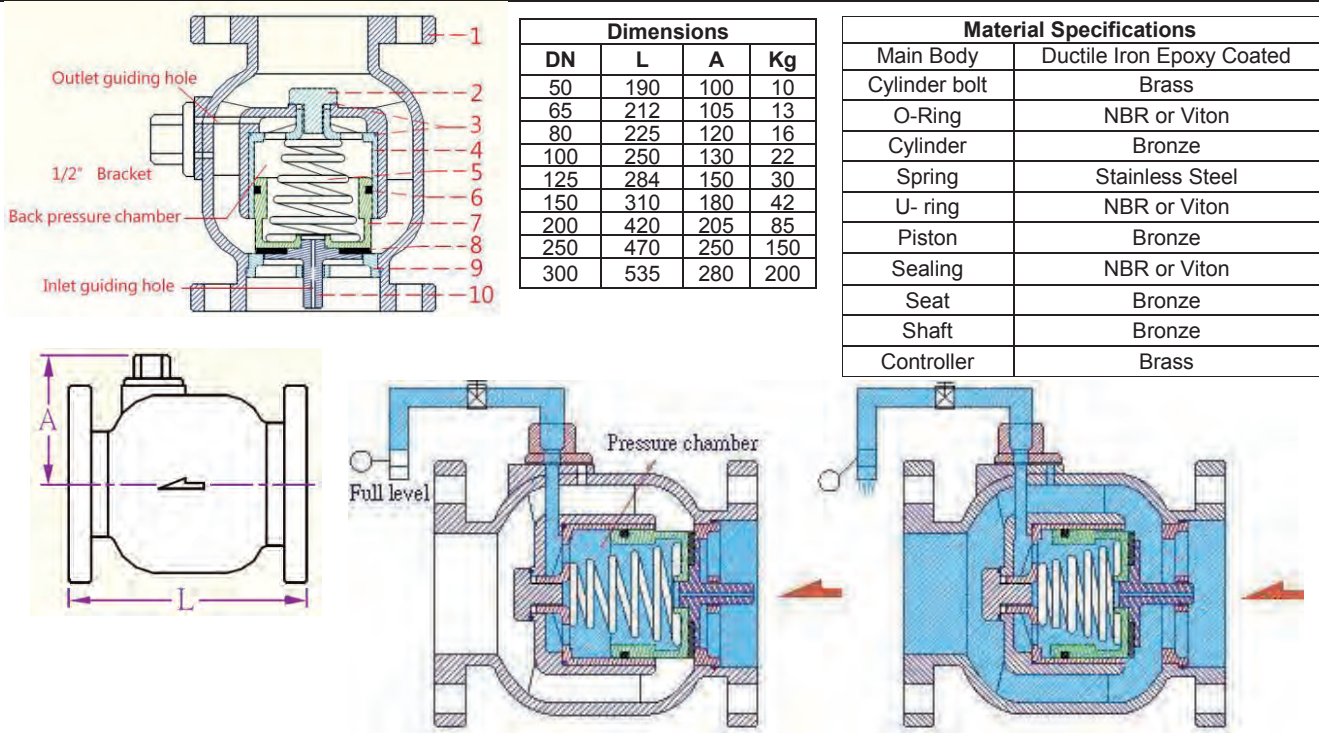 Outlet guiding hole
1/2" Bracket
Back pressure chamber
Inlet guiding hole
1
2
3
4
5
6
7
8
9
10
Dimensions
DN L A Kg
50 190 100 10
65 212 105 13
80 225 120 16
100 250 130 22
125 284 150 30
150 310 180 42
200 420 205 85
250 470 250 150
300 535 280 200
Material Specifications
Main Body Ductile Iron Epoxy Coated
Cylinder bolt Brass
O-Ring NBR or Viton
Cylinder Bronze
Spring Stainless Steel
U- ring NBR or Viton
Piston Bronze
Sealing NBR or Viton
Seat Bronze
Shaft Bronze
Controller Brass
A
L
Full level
Pressure chamber